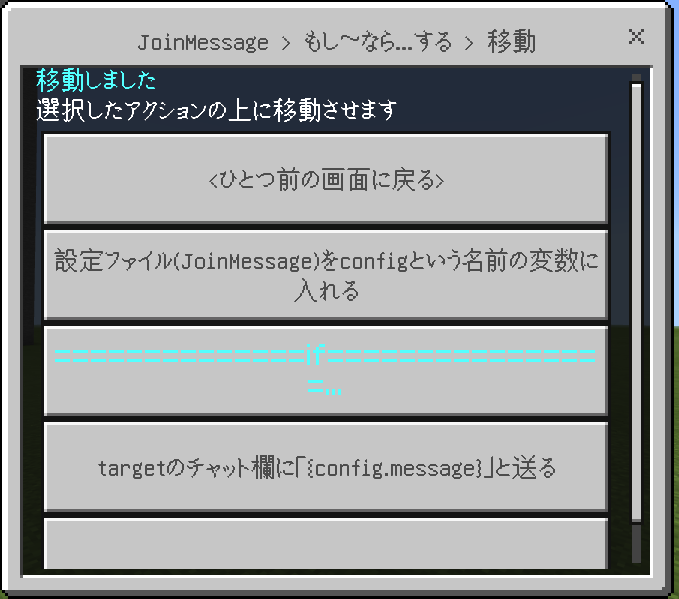 JoinMessage > もし～なら...する > 移動
移動しました
選択したアクションの上に移動させます
<ひとつ前の画面に戻る>
設定ファイル(JoinMessage)をconfigという名前の変数に
入れる
==============if===============
=...
targetのチャット欄に「{config.message}」と送る